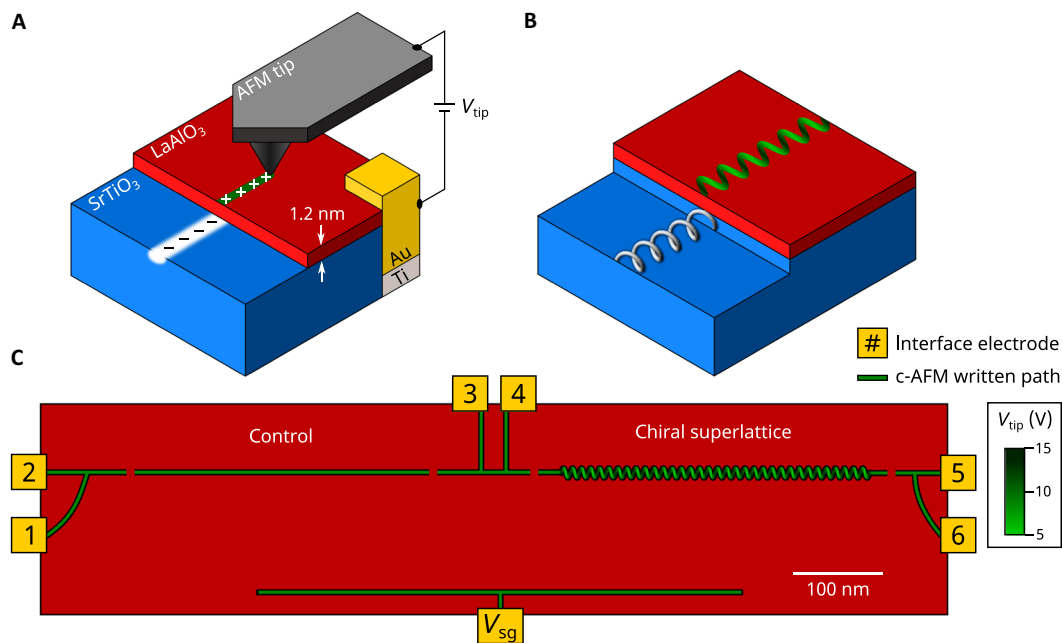 A
AFM tip
V_tip
LaAlO₃
SrTiO₃
+ + + +
− − − −
1.2 nm
Au
Ti
B
# Interface electrode
c-AFM written path
C
3 4
Control
Chiral superlattice
2
5
1
6
V_sg
100 nm
V_tip (V)
15
10
5